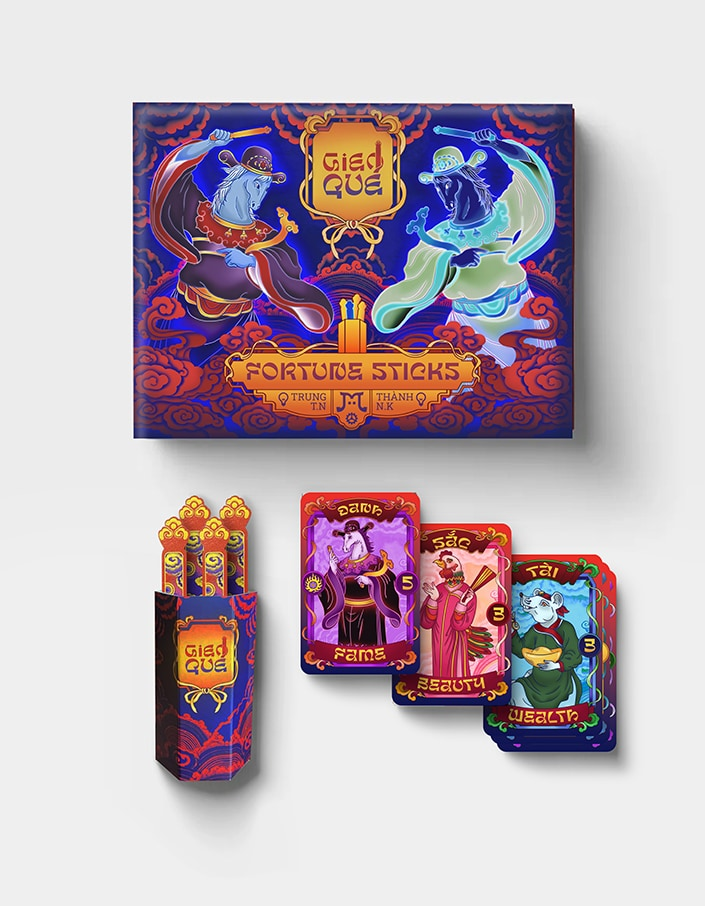 GIEO
QUẺ
FORTUNE STICKS
TRUNG
T.N
M
THÀNH
N.K
GIEO
QUẺ
DANH
5
FAME
SẮC
3
BEAUTY
TÀI
3
WEALTH